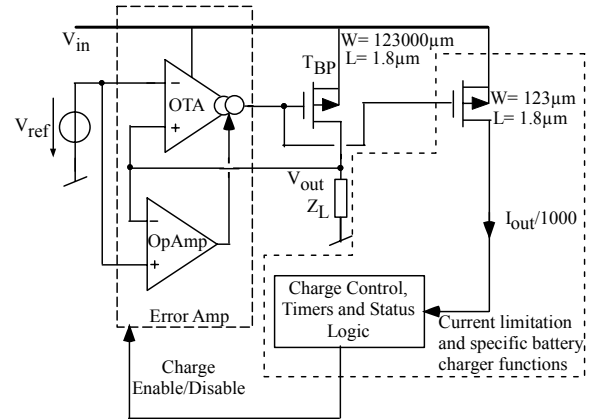 V_in
W = 123000µm
L= 1.8µm
T_BP
OTA
−
+
W= 123µm
L= 1.8µm
V_ref
V_out
Z_L
−
OpAmp
+
I_out/1000
Error Amp
Charge Control,
Timers and Status
Logic
Current limitation
and specific battery
charger functions
Charge
Enable/Disable